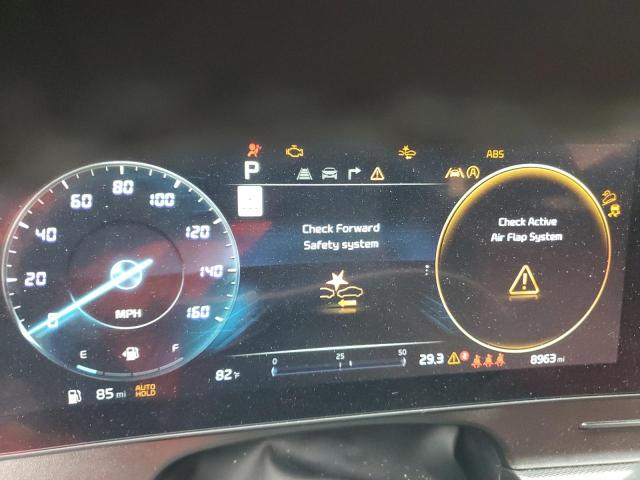 ABS
P
60 80 100
40 120
20 140
0 160
MPH
E F
85 mi
AUTO
HOLD
Check Forward
Safety system
82°F
0 25 50
29.3
Check Active
Air Flap System
8963 mi